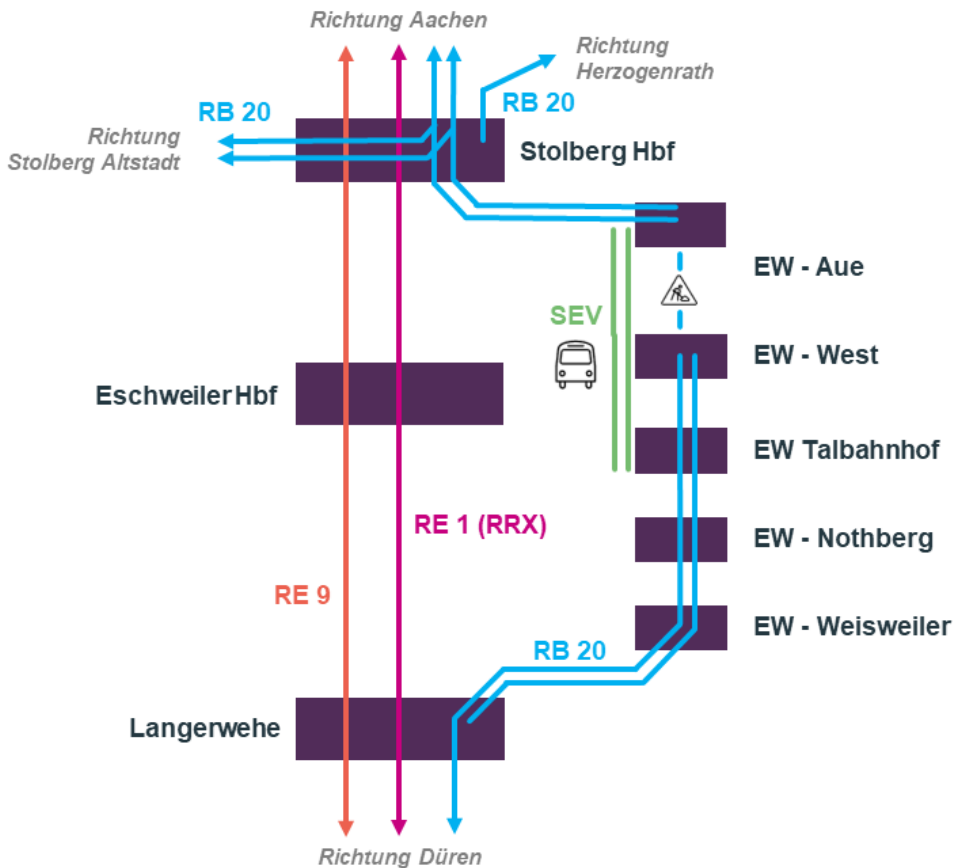 Richtung Aachen
Richtung
Herzogenrath
RB 20
RB 20
Richtung
Stolberg Altstadt
Stolberg Hbf
EW - Aue
SEV
EW - West
Eschweiler Hbf
EW Talbahnhof
RE 1 (RRX)
EW - Nothberg
RE 9
EW - Weisweiler
RB 20
Langerwehe
Richtung Düren